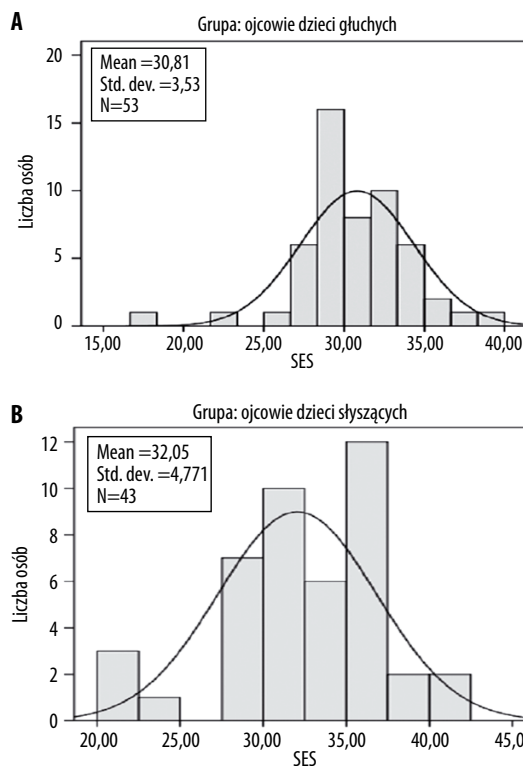 A
Grupa: ojcowie dzieci głuchych
Mean =30,81
Std. dev. =3,53
N=53
Liczba osób
20
15
10
5
0
15,00 20,00 25,00 30,00 35,00 40,00
SES
B
Grupa: ojcowie dzieci słyszących
Mean =32,05
Std. dev. =4,771
N=43
Liczba osób
12
10
8
6
4
2
0
20,00 25,00 30,00 35,00 40,00 45,00
SES